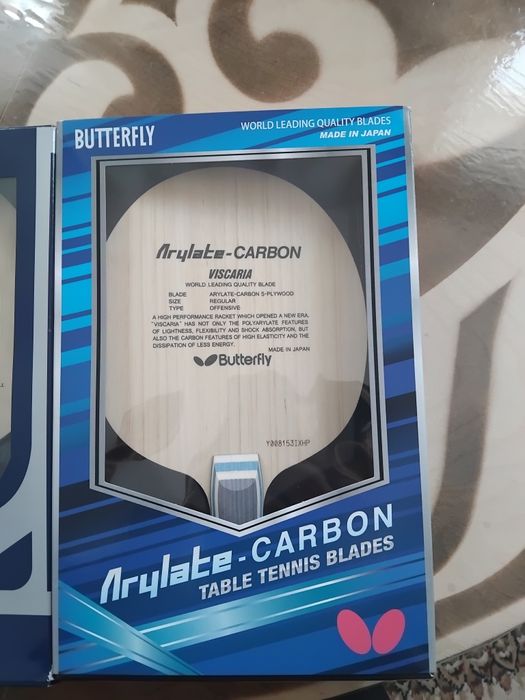 BUTTERFLY
WORLD LEADING QUALITY BLADES
MADE IN JAPAN
Arylate-CARBON
VISCARIA
WORLD LEADING QUALITY BLADE
BLADE ARYLATE-CARBON 5-PLYWOOD
SIZE REGULAR
TYPE OFFENSIVE
A HIGH PERFORMANCE RACKET WHICH OPENED A NEW ERA.
"VISCARIA" HAS NOT ONLY THE POLYARYLATE FEATURES
OF LIGHTNESS, FLEXIBILITY AND SHOCK ABSORPTION, BUT
ALSO THE CARBON FEATURES OF HIGH ELASTICITY AND THE
DISSIPATION OF LESS ENERGY.
MADE IN JAPAN
Butterfly
Y008153IXHP
Arylate-CARBON
TABLE TENNIS BLADES